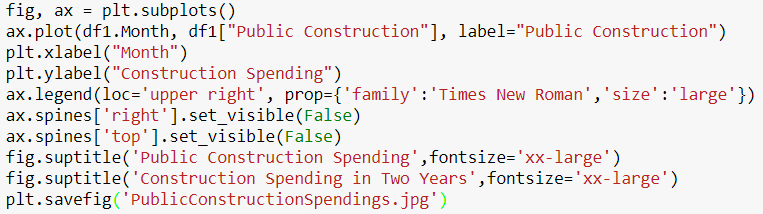 fig, ax = plt.subplots()
ax.plot(df1.Month, df1["Public Construction"], label="Public Construction")
plt.xlabel("Month")
plt.ylabel("Construction Spending")
ax.legend(loc='upper right', prop={'family':'Times New Roman','size':'large'})
ax.spines['right'].set_visible(False)
ax.spines['top'].set_visible(False)
fig.suptitle('Public Construction Spending',fontsize='xx-large')
fig.suptitle('Construction Spending in Two Years',fontsize='xx-large')
plt.savefig('PublicConstructionSpendings.jpg')